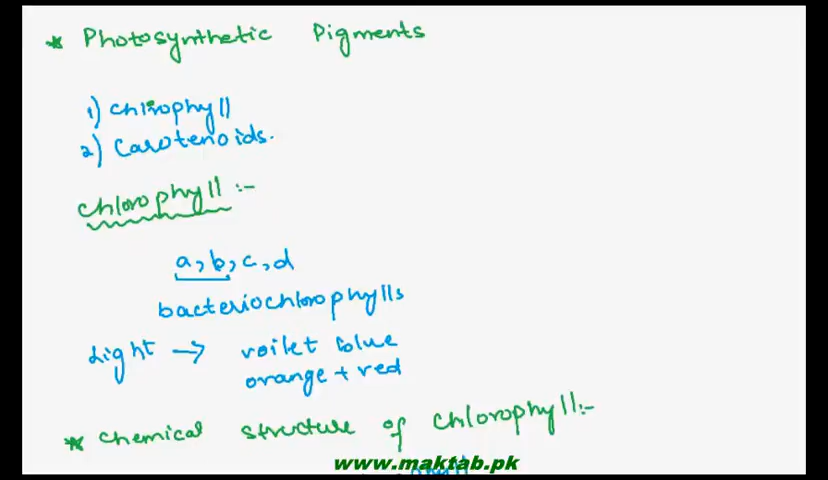 * Photosynthetic Pigments
1) Chlrophyll
2) Carotenoids.
Chlorophyll :-
a, b, c, d
bacteriochlorophylls
Light → voilet blue
orange + red
* Chemical structure of Chlorophyll:-
www.maktab.pk